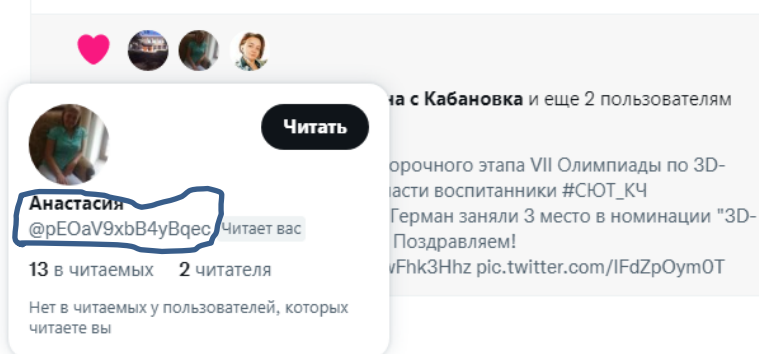 на с Кабановка и еще 2 пользователям
Читать
Анастасия
@pEOaV9xbB4yBqec Читает вас
13 в читаемых 2 читателя
Нет в читаемых у пользователей, которых
читаете вы
орочного этапа VII Олимпиады по 3D-
части воспитанники #СЮТ_КЧ
Герман заняли 3 место в номинации "3D-
Поздравляем!
wFhk3Hhz pic.twitter.com/IFdZpOym0T